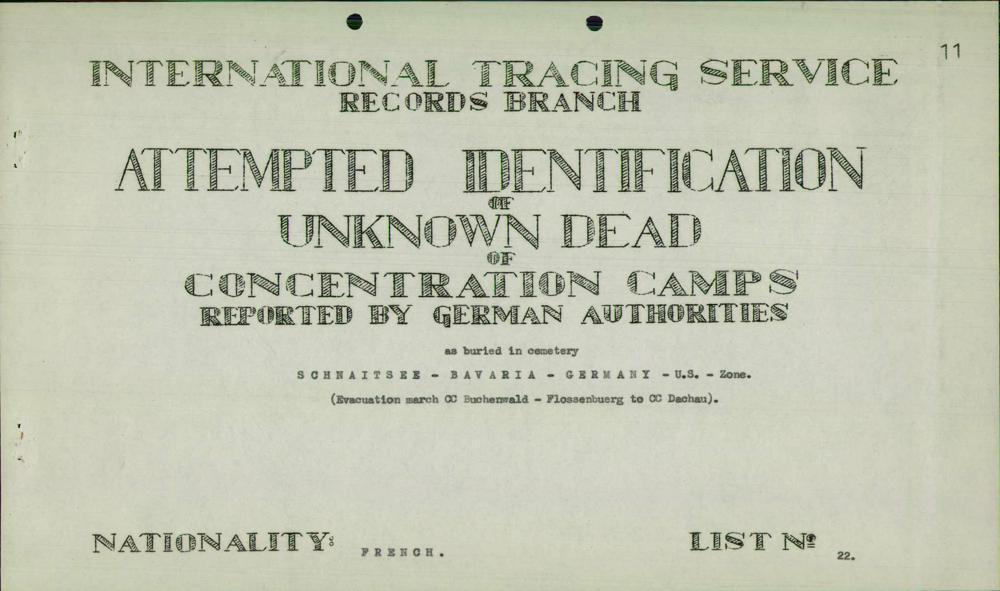 11
INTERNATIONAL TRACING SERVICE
RECORDS BRANCH
ATTEMPTED IDENTIFICATION
OF
UNKNOWN DEAD
OF
CONCENTRATION CAMPS
REPORTED BY GERMAN AUTHORITIES
as buried in cemetery
SCHNAITSEE - BAVARIA - GERMANY - U.S. - Zone.
(Evacuation march CC Buchenwald - Flossenbuerg to CC Dachau).
NATIONALITY: FRENCH.
LIST Nº 22.